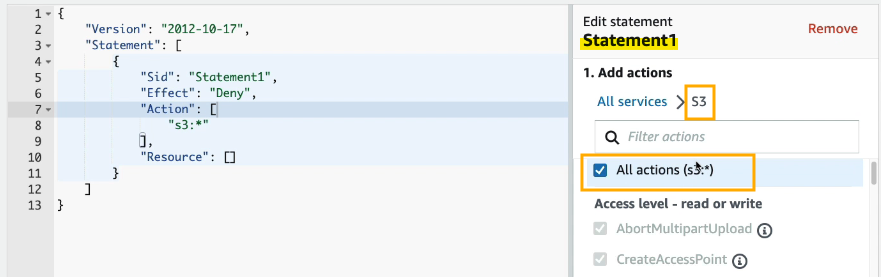 1 {
2 "Version": "2012-10-17",
3 "Statement": [
4 {
5 "Sid": "Statement1",
6 "Effect": "Deny",
7 "Action": [
8 "s3:*"
9 ],
10 "Resource": []
11 }
12 ]
13 }
Edit statement
Statement1
Remove
1. Add actions
All services > S3
Filter actions
All actions (s3:*)
Access level - read or write
AbortMultipartUpload
CreateAccessPoint